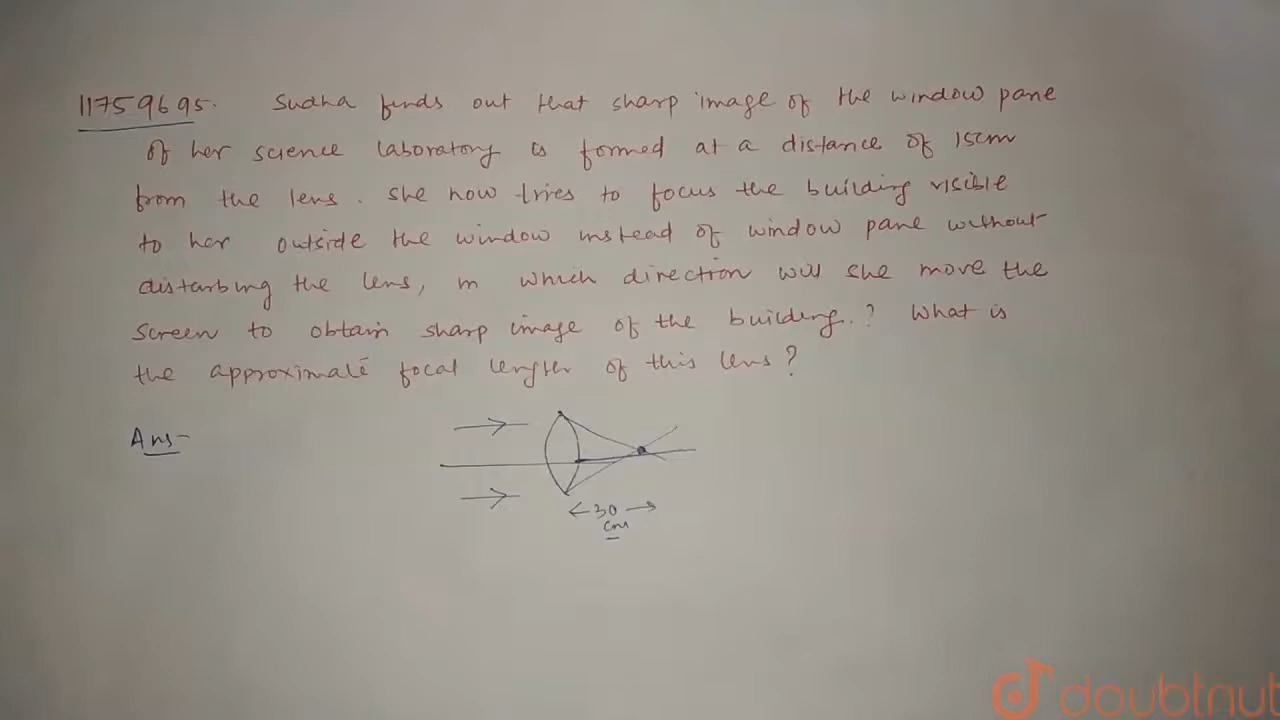 11759695. Sudha finds out that sharp image of the window pane
of her science laboratory is formed at a distance of 15cm
from the lens. She now tries to focus the building visible
to her outside the window instead of window pane without
disturbing the lens, in which direction will she move the
screen to obtain sharp image of the building.? What is
the approximate focal length of this lens?
Ans-
30
cm
doubtnut